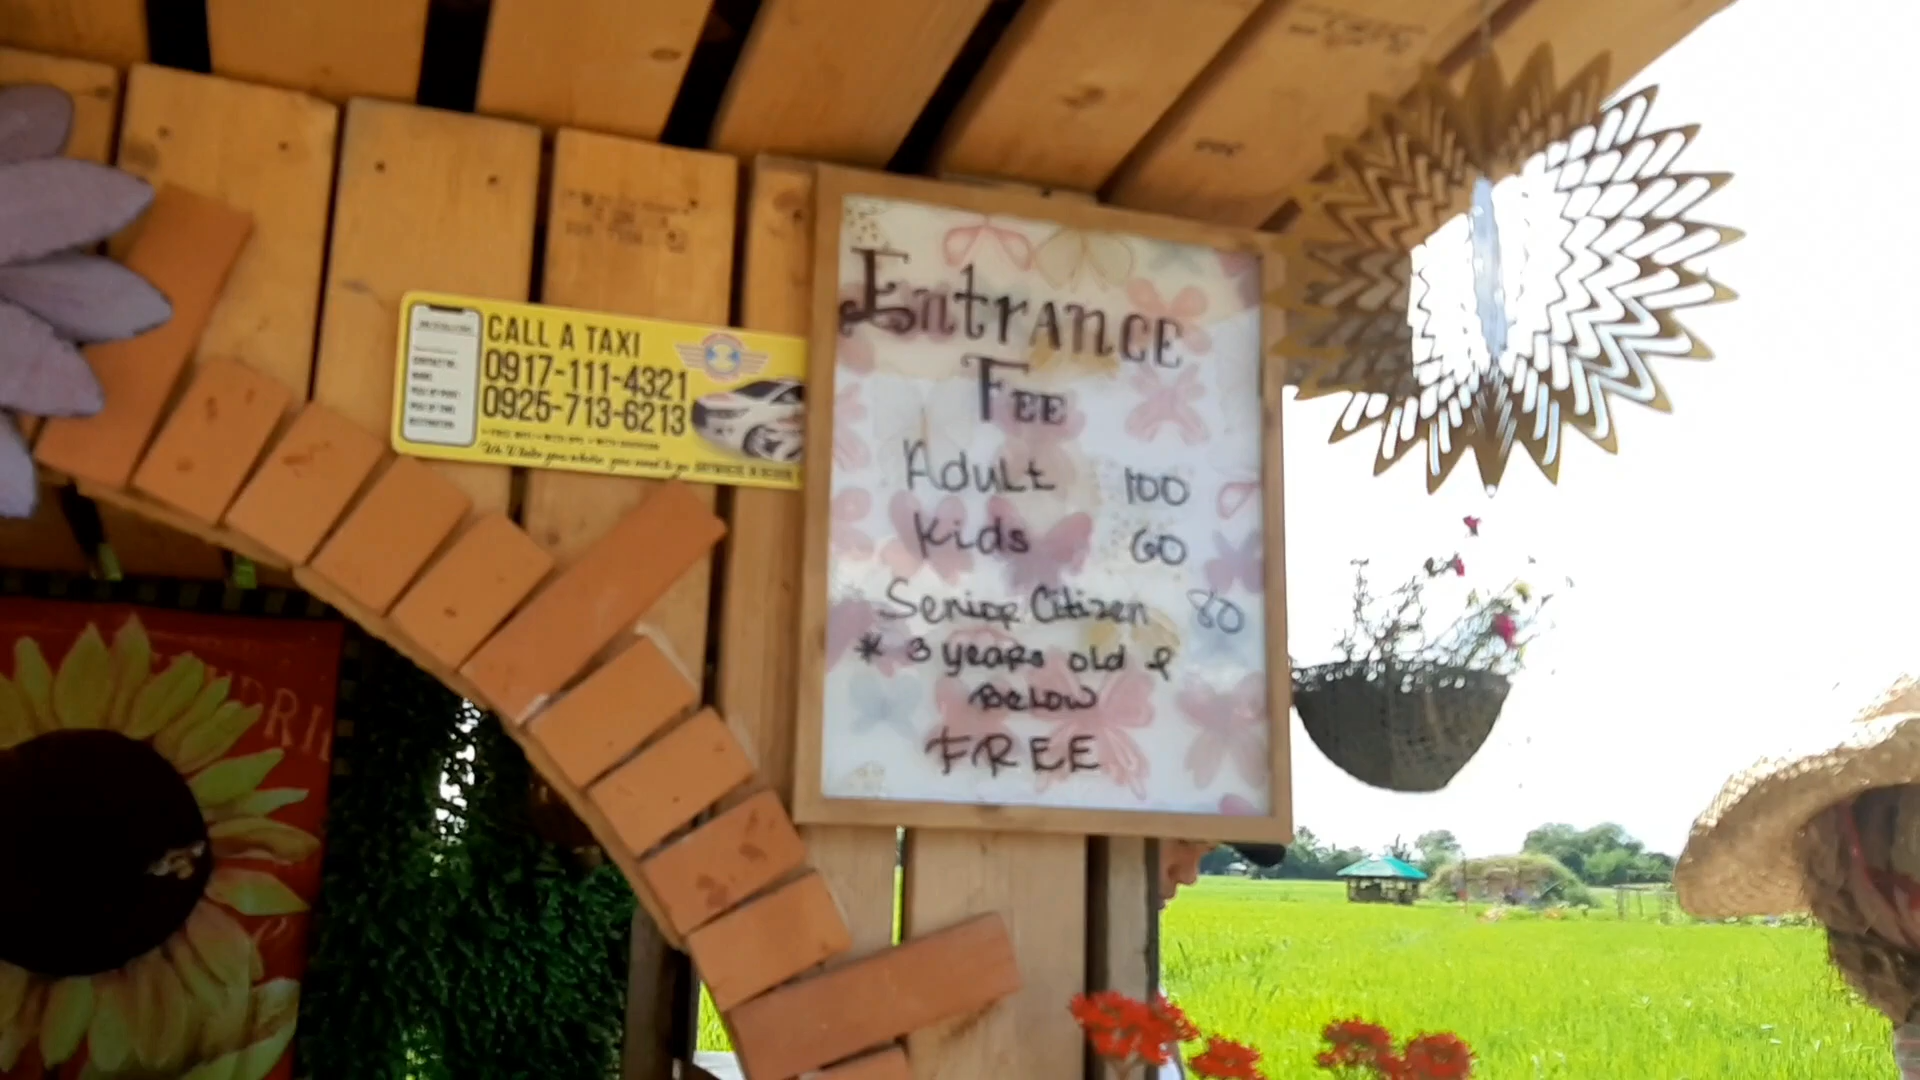 CALL A TAXI
0917-111-4321
0925-713-6213
Entrance
Fee
Adult 100
Kids 60
Senior Citizen 80
* 3 years old &
Below
FREE